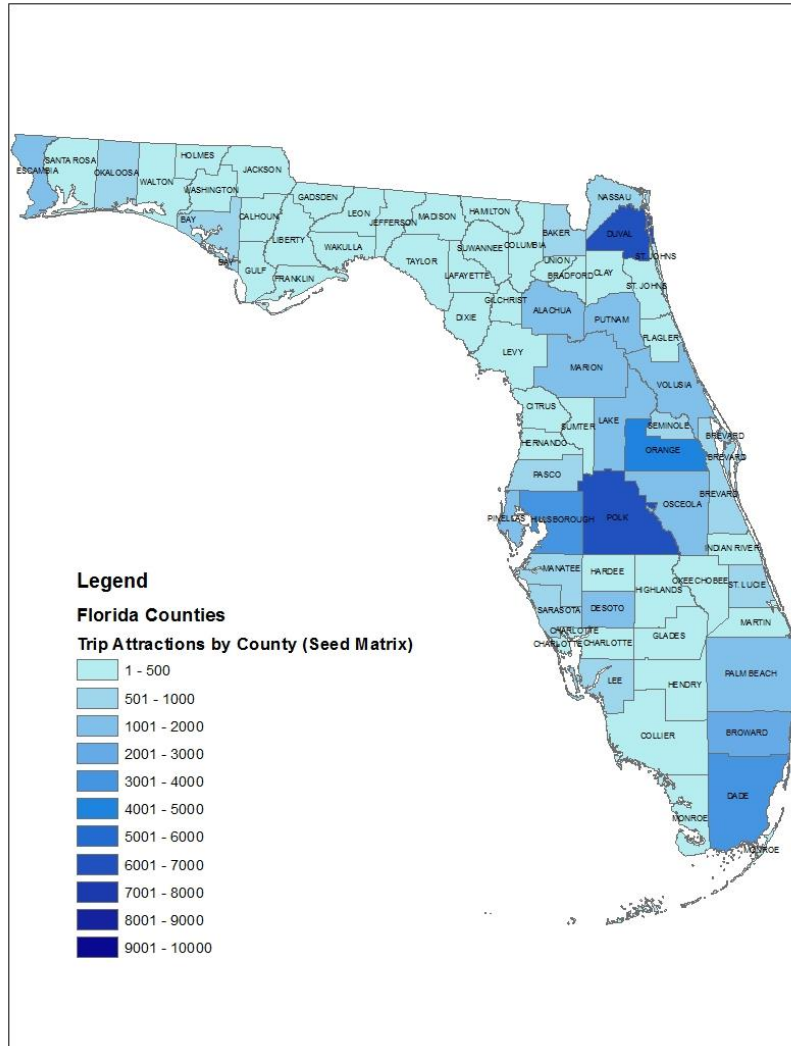 HOLMES
SANTA ROSA
JACKSON
ESCAMBIA
OKALOOSA
WALTON
WASHINGTON
GADSDEN
NASSAU
BAY
CALHOUN
LEON
JEFFERSON
MADISON
HAMILTON
BAKER
DUVAL
LIBERTY
WAKULLA
SUWANNEE
COLUMBIA
BAY
GULF
FRANKLIN
TAYLOR
LAFAYETTE
UNION
BRADFORD
CLAY
ST. JOHNS
ST. JOHNS
GILCHRIST
DIXIE
ALACHUA
PUTNAM
FLAGLER
LEVY
MARION
VOLUSIA
CITRUS
SUMTER
LAKE
SEMINOLE
HERNANDO
ORANGE
BREVARD
BREVARD
PASCO
BREVARD
OSCEOLA
PINELLAS
HILLSBOROUGH
POLK
INDIAN RIVER
MANATEE
HARDEE
OKEECHOBEE
HIGHLANDS
ST. LUCIE
SARASOTA
DESOTO
MARTIN
CHARLOTTE
CHARLOTTE
CHARLOTTE
GLADES
LEE
HENDRY
PALM BEACH
COLLIER
BROWARD
DADE
MONROE
MONROE
Legend
Florida Counties
Trip Attractions by County (Seed Matrix)
1 - 500
501 - 1000
1001 - 2000
2001 - 3000
3001 - 4000
4001 - 5000
5001 - 6000
6001 - 7000
7001 - 8000
8001 - 9000
9001 - 10000